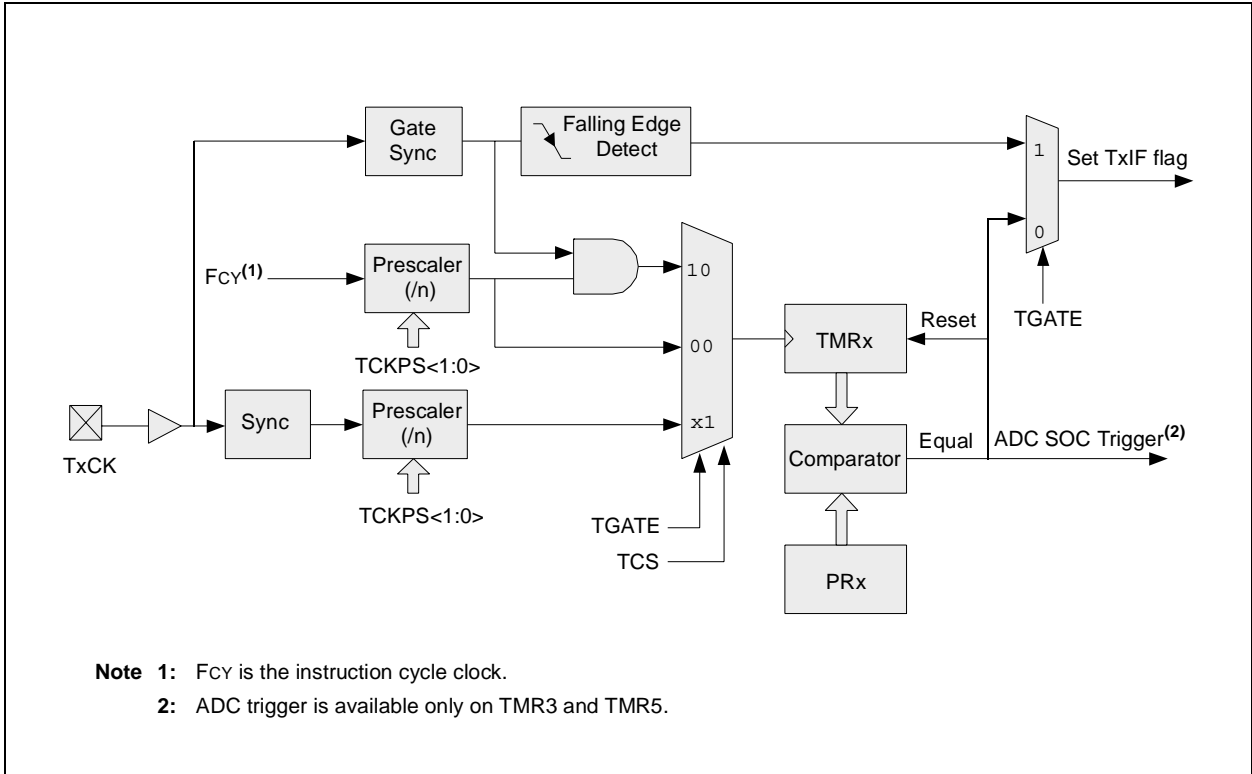 Gate
Sync
Falling Edge
Detect
1
Set TxIF flag
0
TGATE
FCY(1)
Prescaler
(/n)
TCKPS<1:0>
10
00
x1
TMRx
Reset
TxCK
Sync
Prescaler
(/n)
TCKPS<1:0>
Comparator
Equal
ADC SOC Trigger(2)
TGATE
TCS
PRx
Note 1: FCY is the instruction cycle clock.
2: ADC trigger is available only on TMR3 and TMR5.